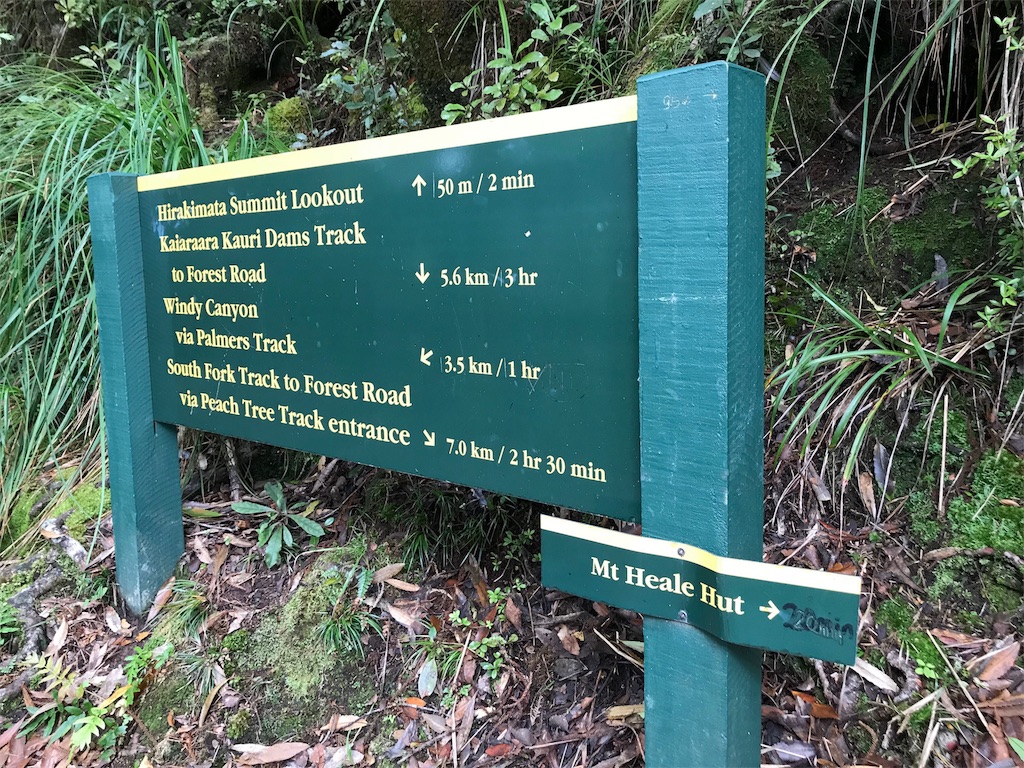 Hirakimata Summit Lookout ↑ 50 m / 2 min
Kaiaraara Kauri Dams Track
to Forest Road ↓ 5.6 km / 3 hr
Windy Canyon
via Palmers Track ↙ 3.5 km / 1 hr
South Fork Track to Forest Road
via Peach Tree Track entrance ↘ 7.0 km / 2 hr 30 min
Mt Heale Hut → 20min